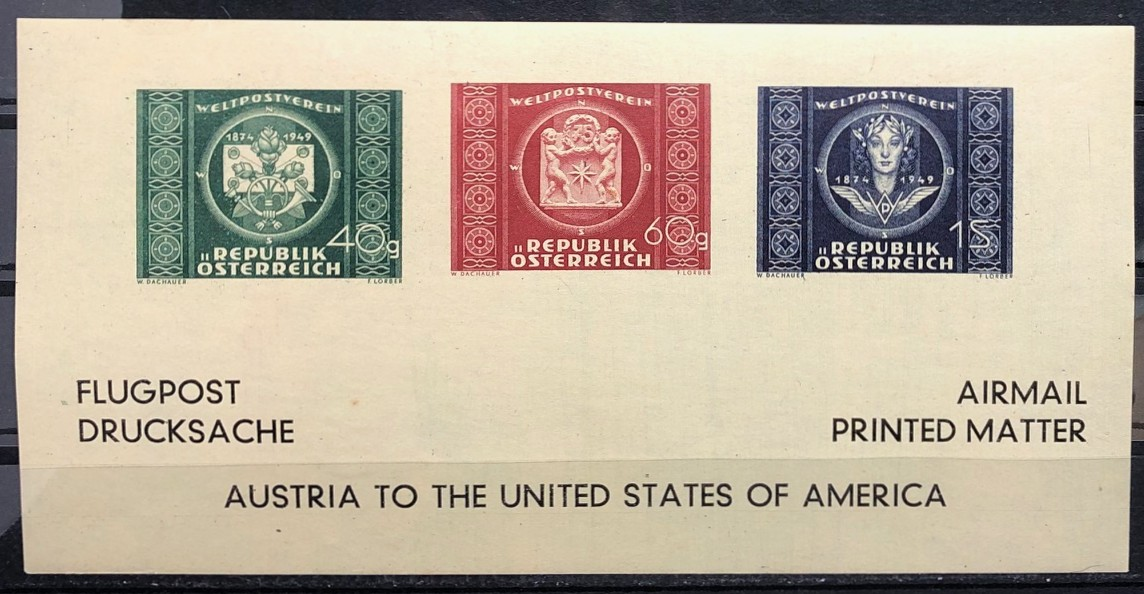 WELTPOSTVEREIN
N
1874 1949
W O
S
40g
"REPUBLIK
ÖSTERREICH
W. DACHAUER F. LORBER
WELTPOSTVEREIN
N
75
W O
S
60g
"REPUBLIK
ÖSTERREICH
W. DACHAUER F. LORBER
WELTPOSTVEREIN
N
W O
1874 1949
D
S
1S
"REPUBLIK
ÖSTERREICH
W. DACHAUER F. LORBER
FLUGPOST
DRUCKSACHE
AIRMAIL
PRINTED MATTER
AUSTRIA TO THE UNITED STATES OF AMERICA